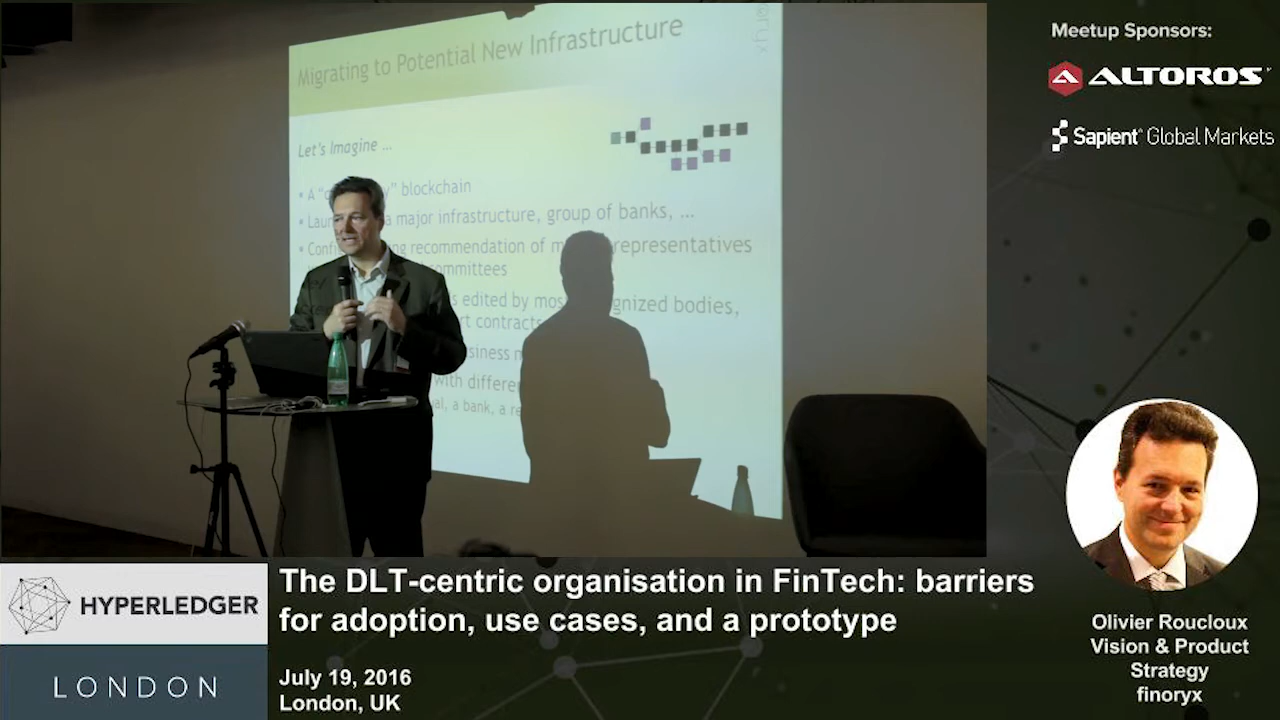 Migrating to Potential New Infrastructure
Let's Imagine ...
▪ A blockchain
▪ a major infrastructure, group of banks, ...
▪ recommendation of representatives
committees
edited by bodies,
contracts
with
a bank, a
Meetup Sponsors:
ALTOROS
Sapient Global Markets
HYPERLEDGER
LONDON
The DLT-centric organisation in FinTech: barriers
for adoption, use cases, and a prototype
July 19, 2016
London, UK
Olivier Roucloux
Vision & Product
Strategy
finoryx